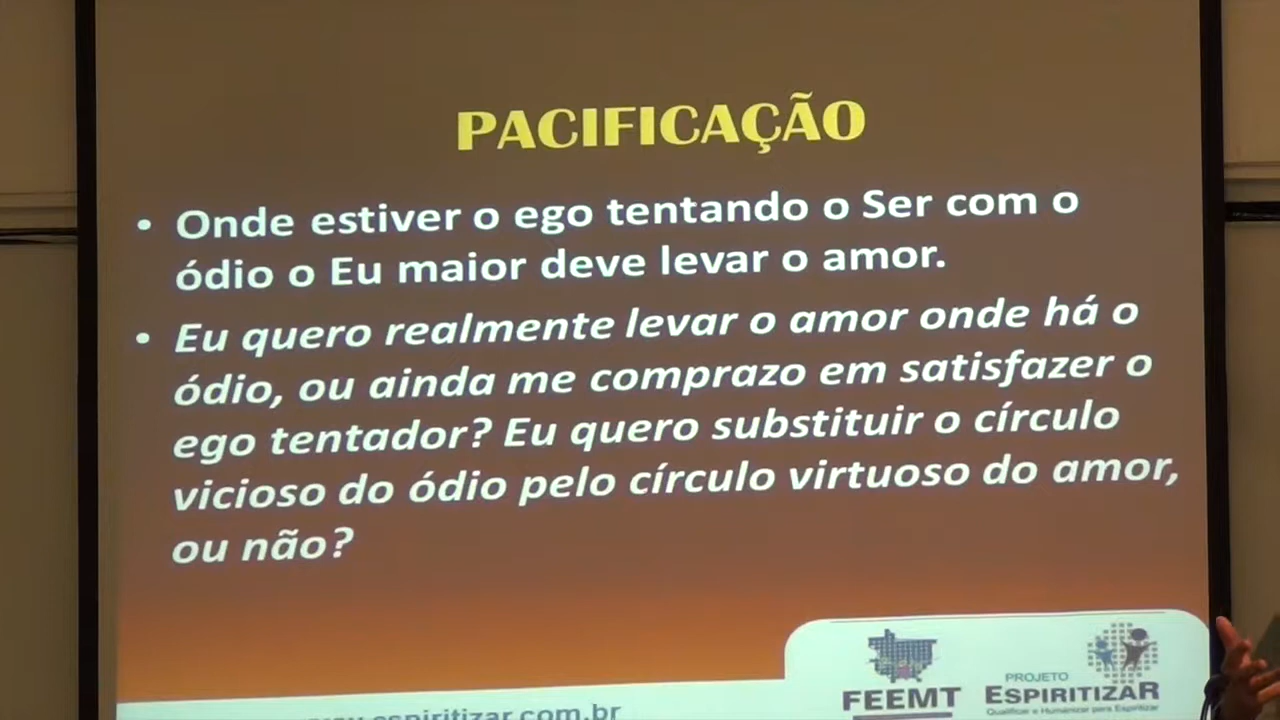 PACIFICAÇÃO
• Onde estiver o ego tentando o Ser com o
ódio o Eu maior deve levar o amor.
• Eu quero realmente levar o amor onde há o
ódio, ou ainda me comprazo em satisfazer o
ego tentador? Eu quero substituir o círculo
vicioso do ódio pelo círculo virtuoso do amor,
ou não?
FEEMT
PROJETO
ESPIRITIZAR
Qualificar e Humanizar para Espiritizar
www.espiritizar.com.br